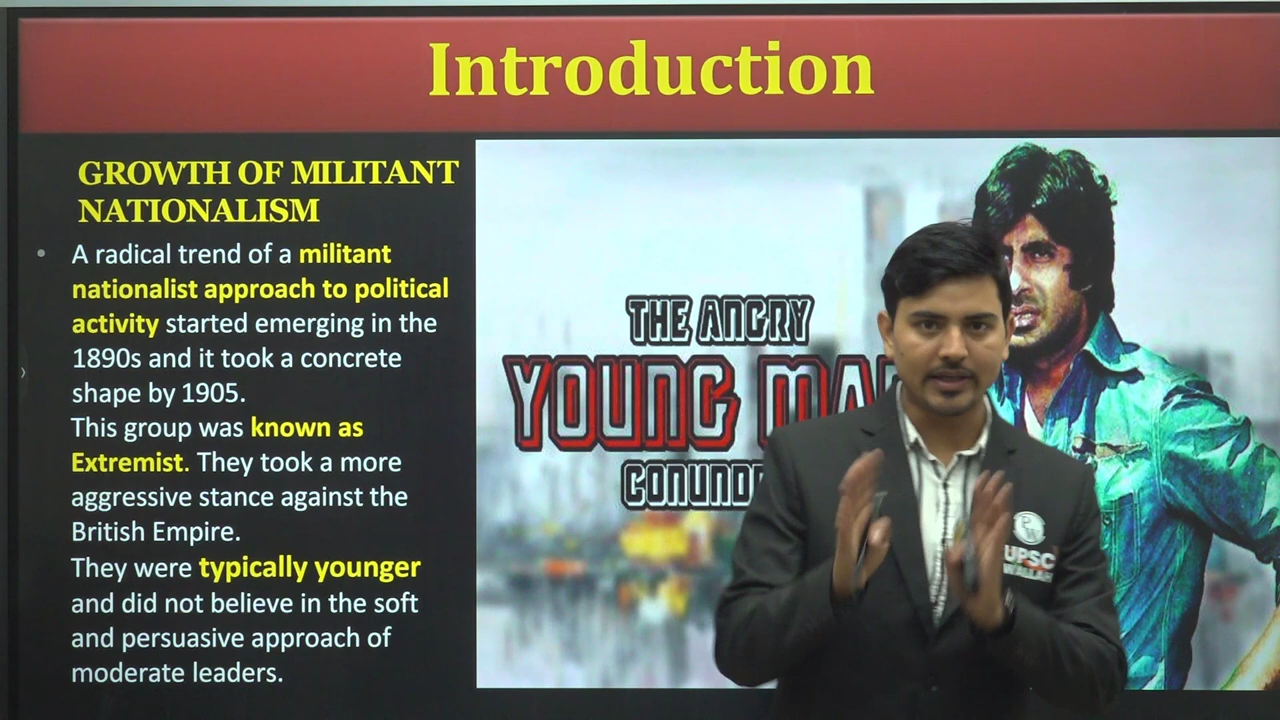 Introduction
GROWTH OF MILITANT
NATIONALISM
• A radical trend of a militant
nationalist approach to political
activity started emerging in the
1890s and it took a concrete
shape by 1905.
This group was known as
Extremist. They took a more
aggressive stance against the
British Empire.
They were typically younger
and did not believe in the soft
and persuasive approach of
moderate leaders.
THE ANGRY
YOUNG MA
CONUND
PW
UPSC
WALLAH